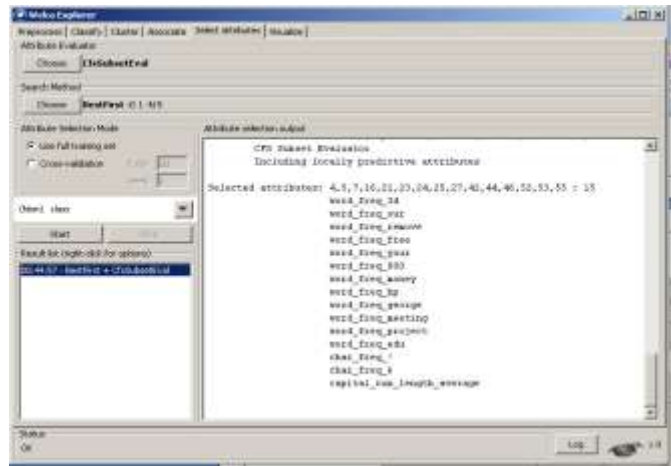 Weka Explorer
Preprocess Classify Cluster Associate Select attributes Visualize
Attribute Evaluator
Choose CfsSubsetEval
Search Method
Choose BestFirst -D 1 -N 5
Attribute Selection Mode
Use full training set
Cross-validation
Attribute selection output
CFS Subset Evaluator
Including locally predictive attributes
Selected attributes: 4,5,7,16,21,23,24,25,27,42,44,46,52,53,55 : 15
word_freq_3d
word_freq_our
word_freq_remove
word_freq_free
word_freq_your
word_freq_000
word_freq_money
word_freq_hp
word_freq_george
word_freq_meeting
word_freq_project
word_freq_edu
char_freq_!
char_freq_$
capital_run_length_average
(Nom) class
Start
Result list (right-click for options)
- BestFirst + CfsSubsetEval
Status
OK
Log
x 0